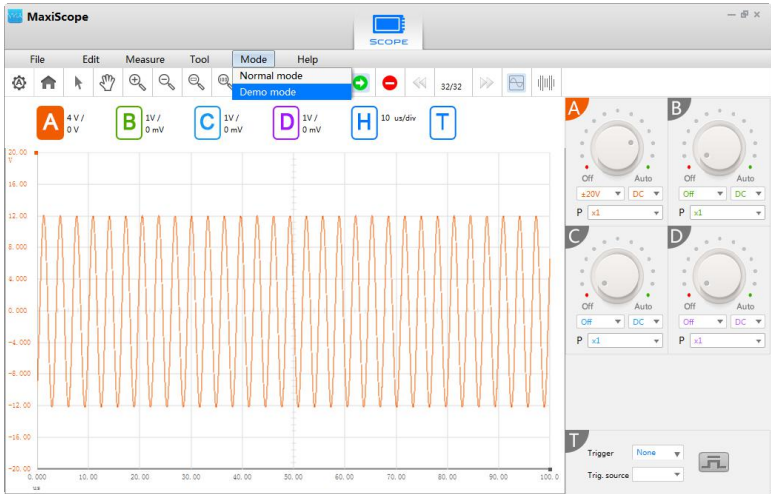 MaxiScope
SCOPE
File Edit Measure Tool Mode Help
Normal mode
Demo mode
32/32
A 4 V / 0 V
B 1V / 0 mV
C 1V / 0 mV
D 1V / 0 mV
H 10 us/div
T
20.00
V
16.00
12.00
8.000
4.000
0.000
-4.000
-8.000
-12.00
-16.00
-20.00
0.000 10.00 20.00 30.00 40.00 50.00 60.00 70.00 80.00 90.00 100.0
us
A
Off Auto
±20V DC
P x1
B
Off Auto
Off DC
P x1
C
Off Auto
Off DC
P x1
D
Off Auto
Off DC
P x1
T
Trigger None
Trig. source